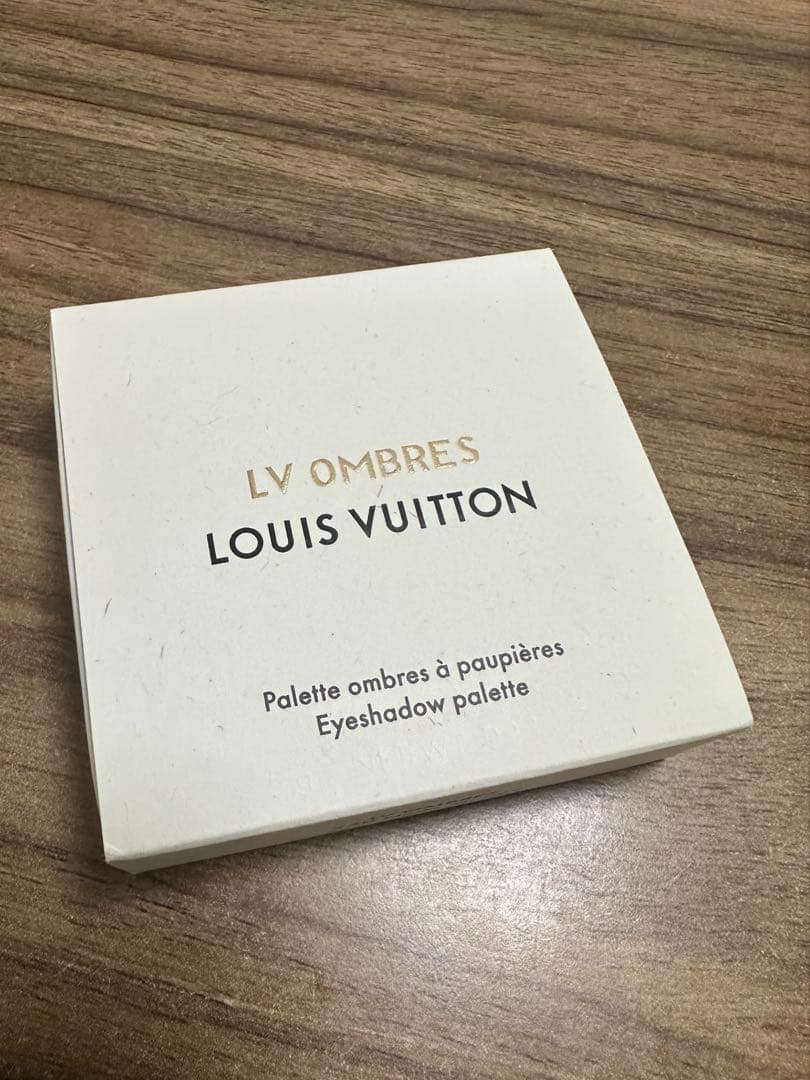 LV OMBRES
LOUIS VUITTON
Palette ombres à paupières
Eyeshadow palette